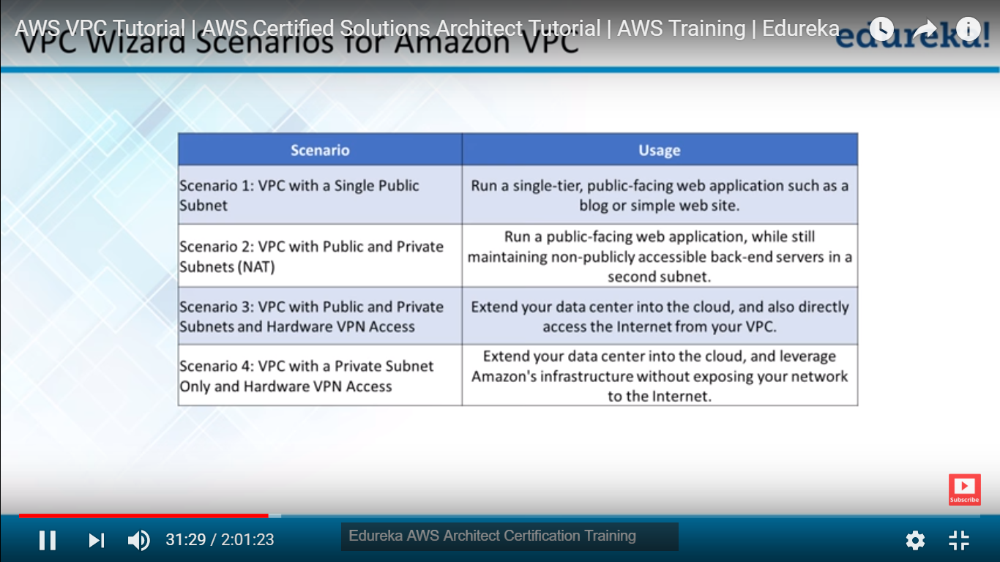 AWS VPC Tutorial | AWS Certified Solutions Architect Tutorial | AWS Training | Edureka
VPC Wizard Scenarios for Amazon VPC
edureka!
Scenario
Usage
Scenario 1: VPC with a Single Public
Subnet
Run a single-tier, public-facing web application such as a
blog or simple web site.
Scenario 2: VPC with Public and Private
Subnets (NAT)
Run a public-facing web application, while still
maintaining non-publicly accessible back-end servers in a
second subnet.
Scenario 3: VPC with Public and Private
Subnets and Hardware VPN Access
Extend your data center into the cloud, and also directly
access the Internet from your VPC.
Scenario 4: VPC with a Private Subnet
Only and Hardware VPN Access
Extend your data center into the cloud, and leverage
Amazon's infrastructure without exposing your network
to the Internet.
Subscribe
31:29 / 2:01:23
Edureka AWS Architect Certification Training